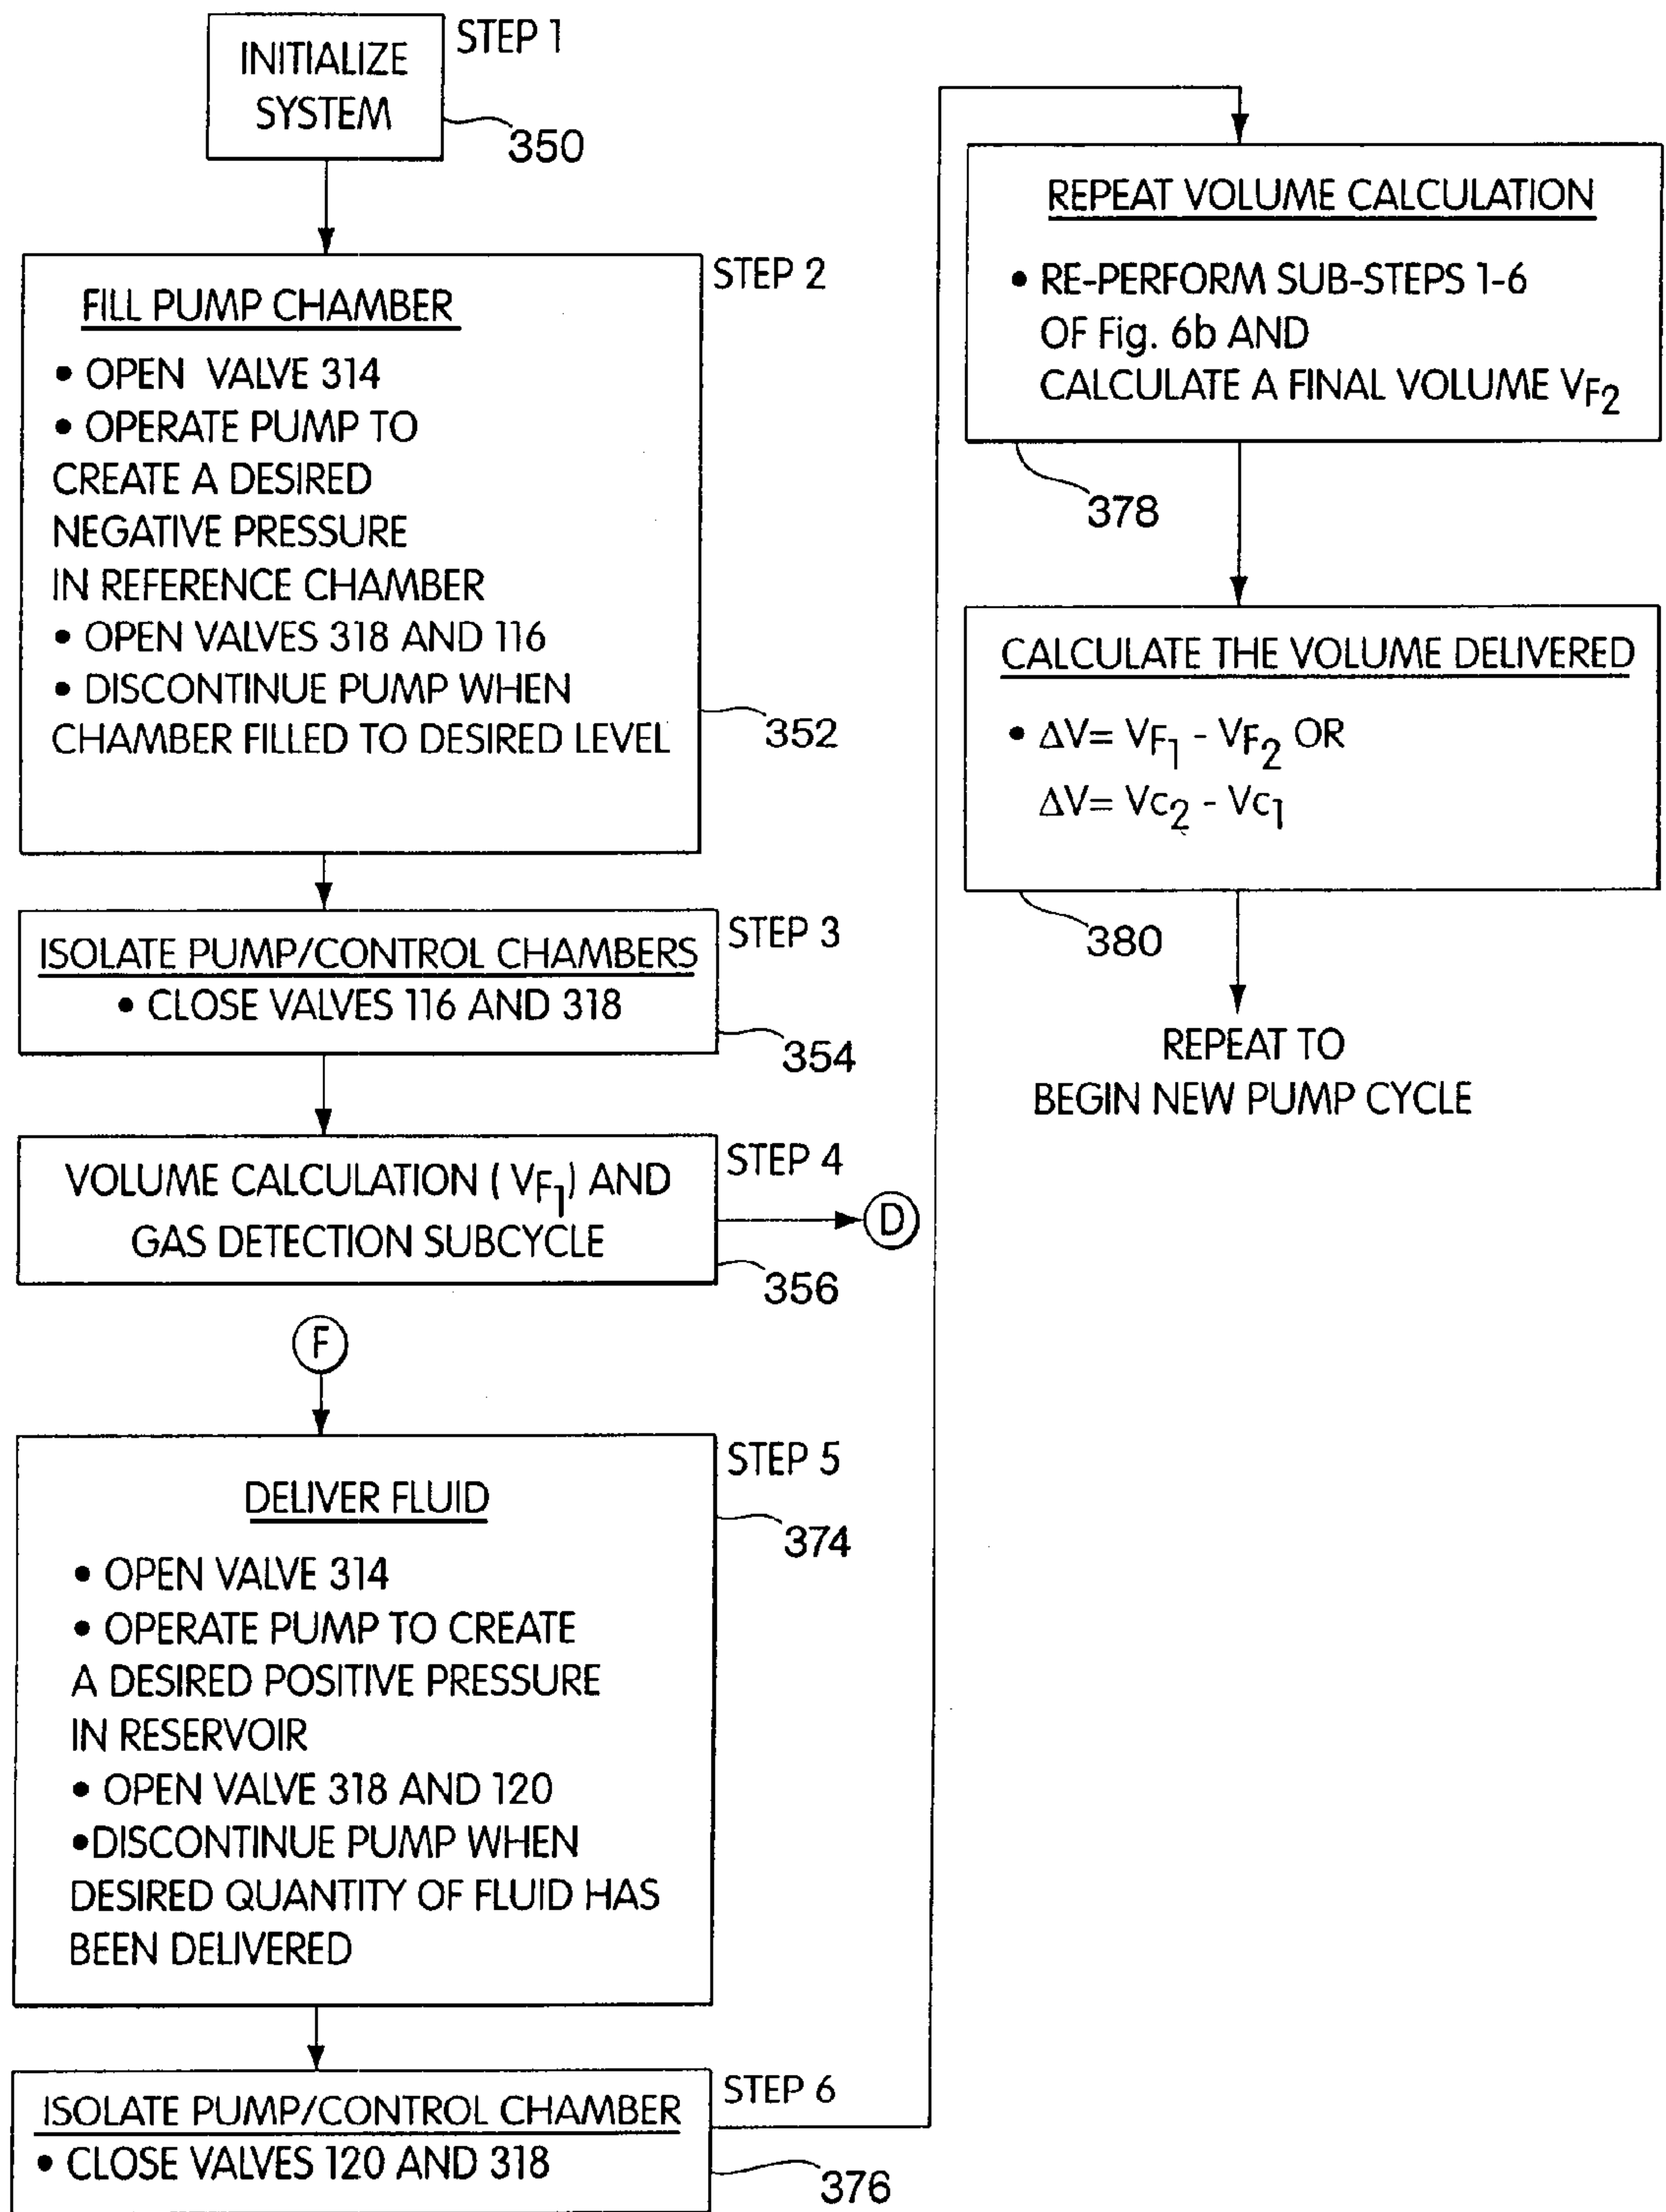 STEP 1
INITIALIZE
SYSTEM
350
STEP 2
FILL PUMP CHAMBER
• OPEN VALVE 314
• OPERATE PUMP TO
CREATE A DESIRED
NEGATIVE PRESSURE
IN REFERENCE CHAMBER
• OPEN VALVES 318 AND 116
• DISCONTINUE PUMP WHEN
CHAMBER FILLED TO DESIRED LEVEL
352
STEP 3
ISOLATE PUMP/CONTROL CHAMBERS
• CLOSE VALVES 116 AND 318
354
STEP 4
VOLUME CALCULATION ( VF1) AND
GAS DETECTION SUBCYCLE
D
356
F
STEP 5
DELIVER FLUID
374
• OPEN VALVE 314
• OPERATE PUMP TO CREATE
A DESIRED POSITIVE PRESSURE
IN RESERVOIR
• OPEN VALVE 318 AND 120
•DISCONTINUE PUMP WHEN
DESIRED QUANTITY OF FLUID HAS
BEEN DELIVERED
STEP 6
ISOLATE PUMP/CONTROL CHAMBER
• CLOSE VALVES 120 AND 318
376
REPEAT VOLUME CALCULATION
• RE-PERFORM SUB-STEPS 1-6
OF Fig. 6b AND
CALCULATE A FINAL VOLUME VF2
378
CALCULATE THE VOLUME DELIVERED
• ΔV= VF1 - VF2 OR
ΔV= VC2 - VC1
380
REPEAT TO
BEGIN NEW PUMP CYCLE